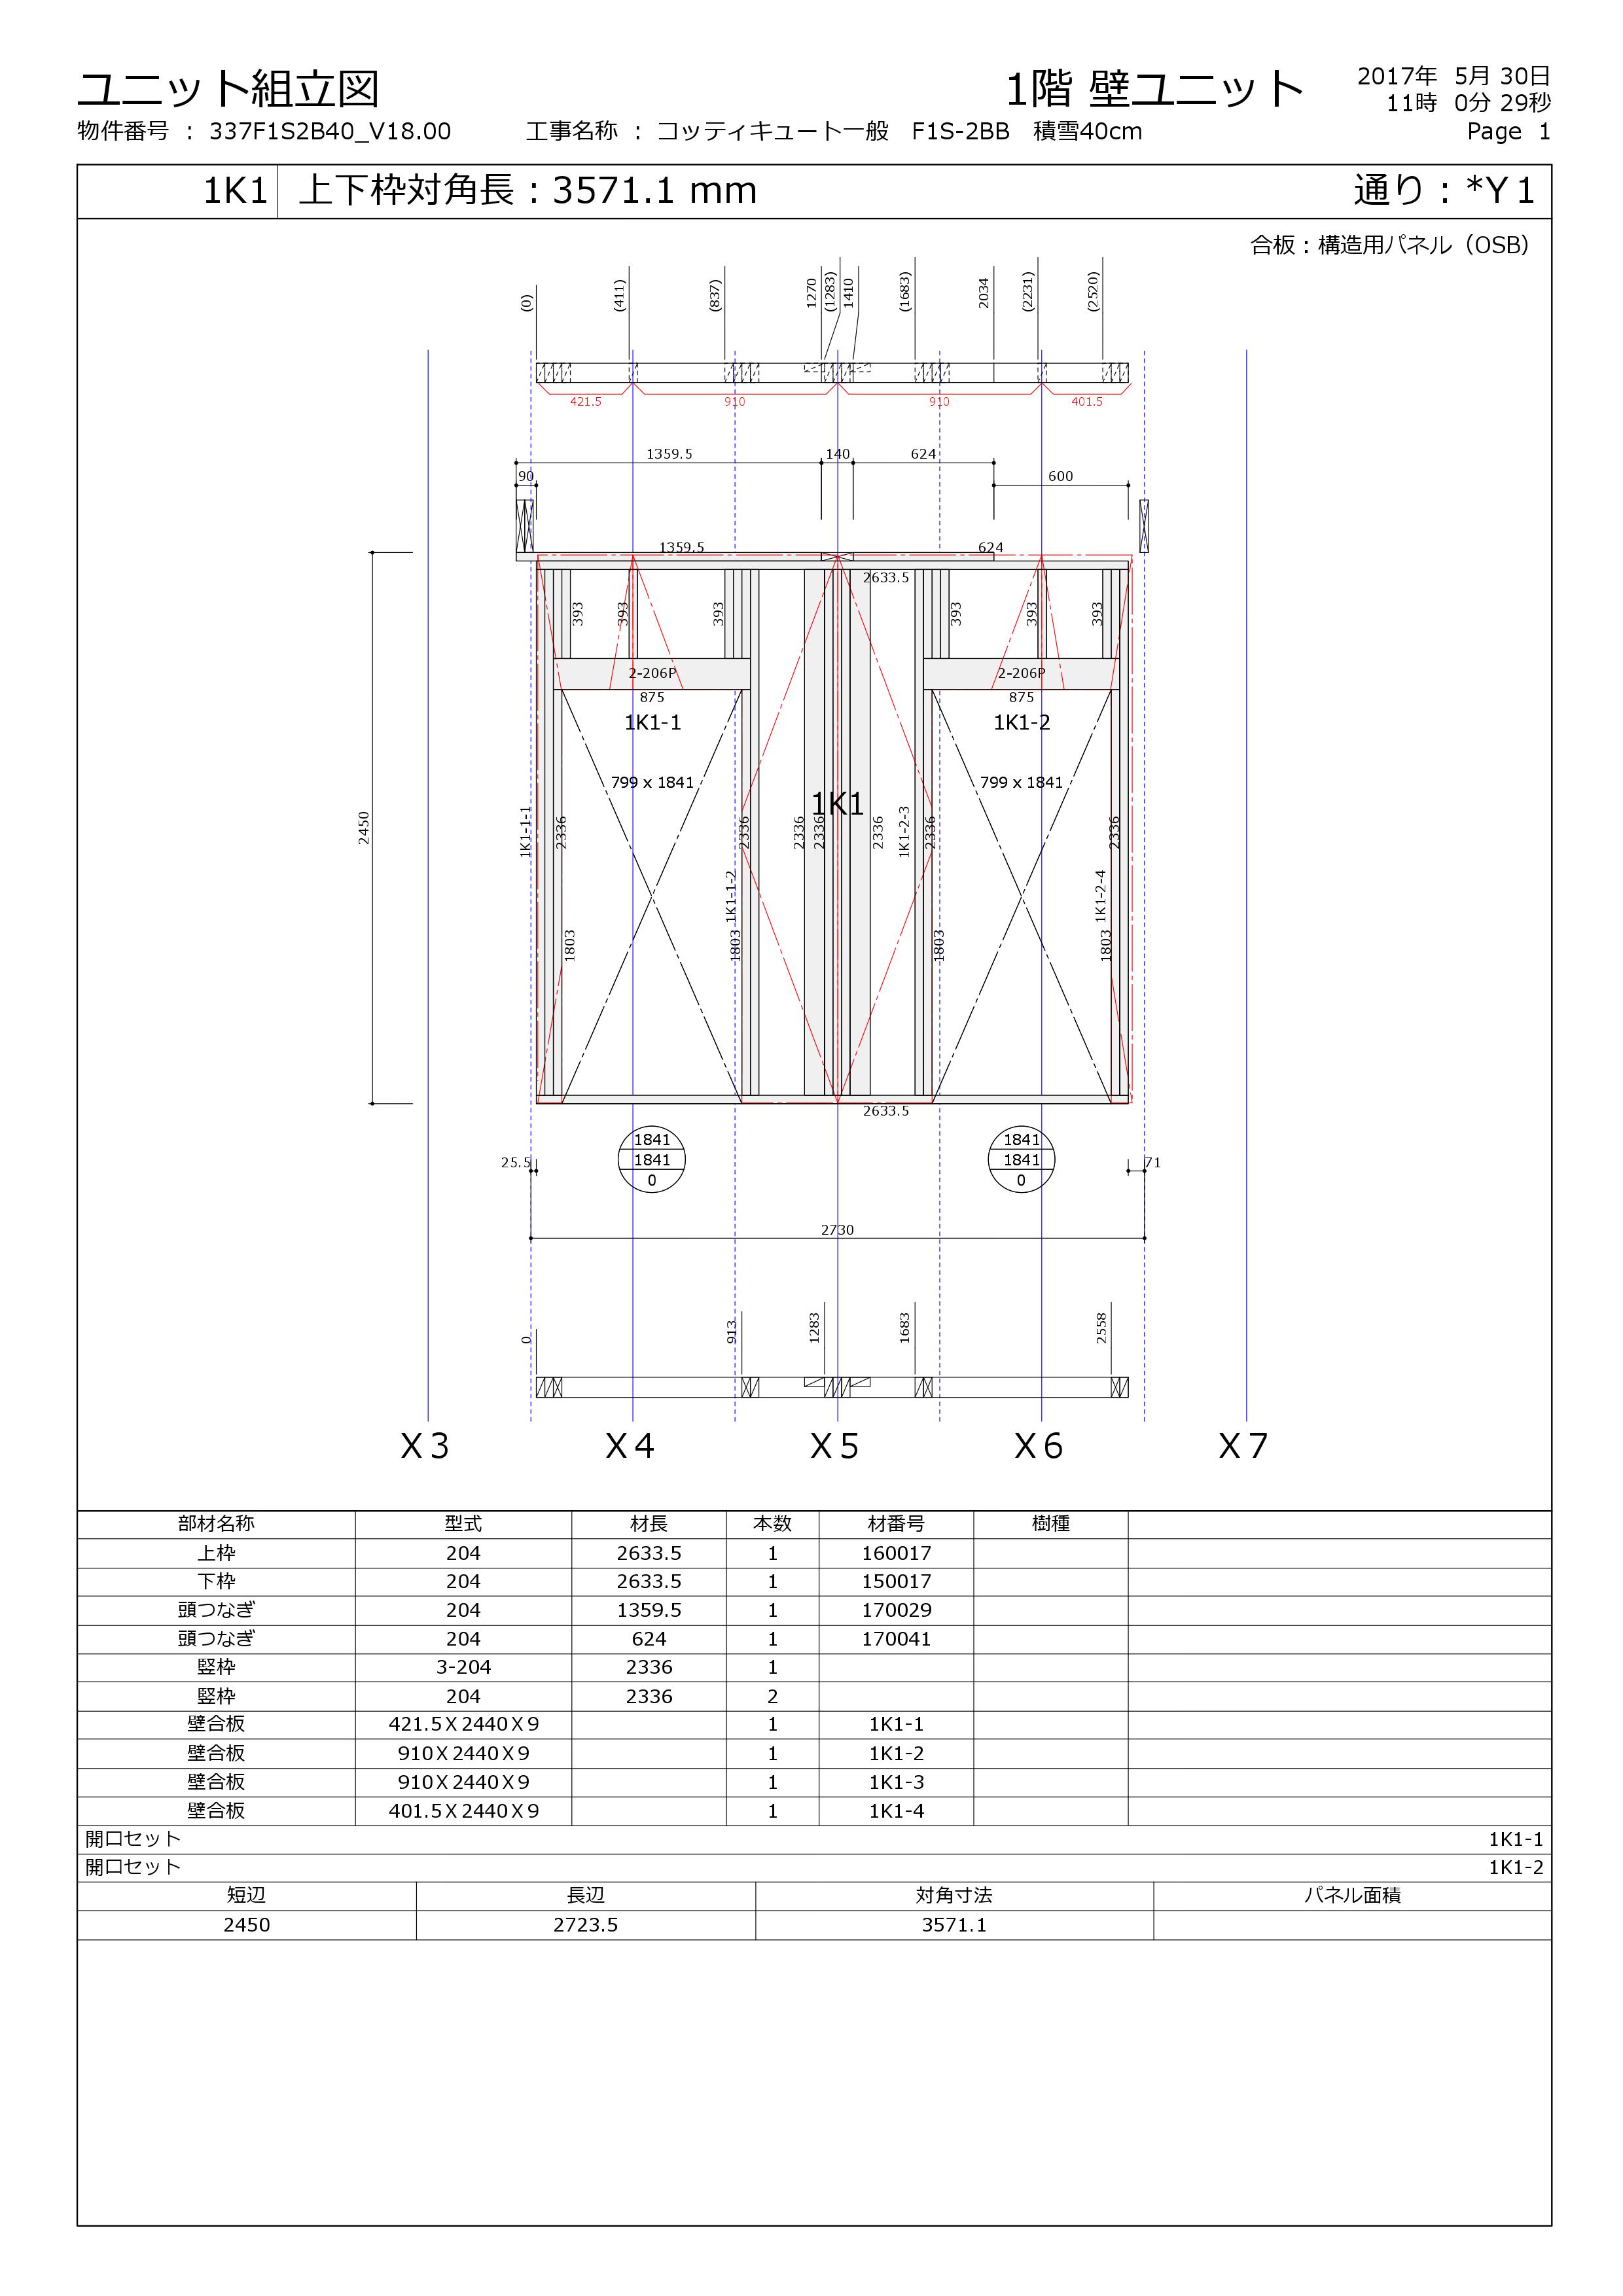 ユニット組立図
1階 壁ユニット
2017年 5月 30日
11時 0分 29秒
物件番号 : 337F1S2B40_V18.00
工事名称 : コッティキュート一般 F1S-2BB 積雪40cm
Page 1
1K1 上下枠対角長：3571.1 mm
通り：*Y1
合板：構造用パネル（OSB）
(0) (411) (837) 1270 (1283) 1410 (1683) 2034 (2231) (2520)
421.5 910 910 401.5
1359.5 140 624
90 600
1359.5 624
2633.5
393 393 393 393 393 393
2-206P 2-206P
875 875
1K1-1 1K1-2
799 x 1841 799 x 1841
1K1
2450
1K1-1-1 2336 2336 2336 2336 2336 1K1-2-3 2336 2336
1K1-1-2 1K1-2-4
1803 1803 1803 1803
2633.5
1841 1841
1841 1841
0 0
25.5 71
2730
0 913 1283 1683 2558
X3 X4 X5 X6 X7
部材名称 型式 材長 本数 材番号 樹種
上枠 204 2633.5 1 160017
下枠 204 2633.5 1 150017
頭つなぎ 204 1359.5 1 170029
頭つなぎ 204 624 1 170041
竪枠 3-204 2336 1
竪枠 204 2336 2
壁合板 421.5X2440X9 1 1K1-1
壁合板 910X2440X9 1 1K1-2
壁合板 910X2440X9 1 1K1-3
壁合板 401.5X2440X9 1 1K1-4
開口セット 1K1-1
開口セット 1K1-2
短辺 長辺 対角寸法 パネル面積
2450 2723.5 3571.1